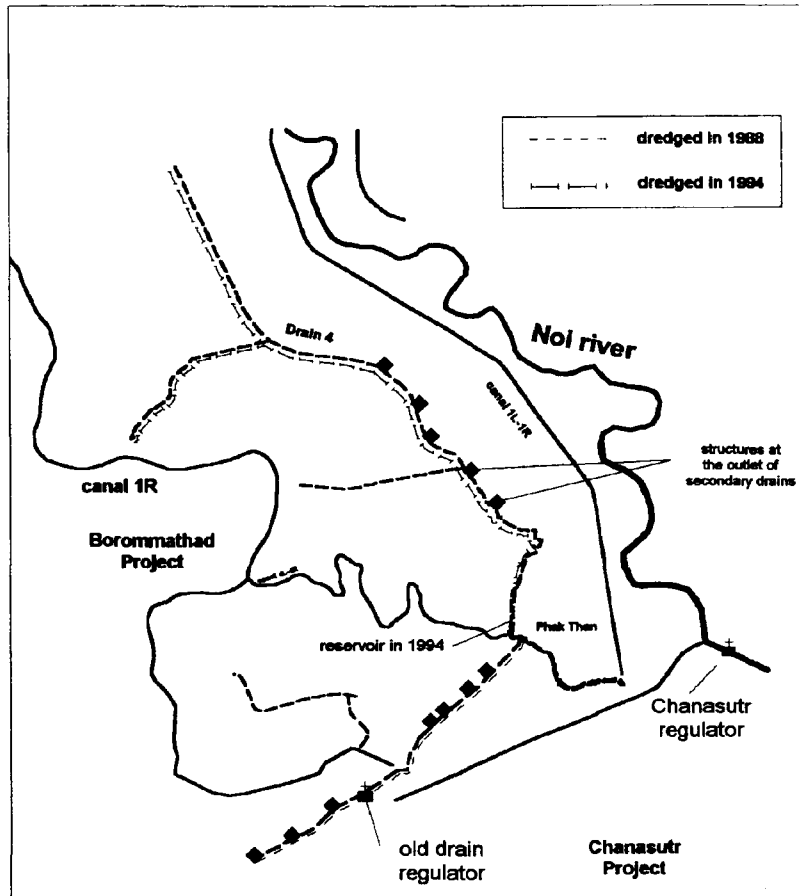 dredged in 1988
dredged in 1994
Drain 4
Noi river
canal 1L-1R
structures at
the outlet of
secondary drains
canal 1R
Borommathad
Project
reservoir in 1994
Phak Than
Chanasutr
regulator
old drain
regulator
Chanasutr
Project